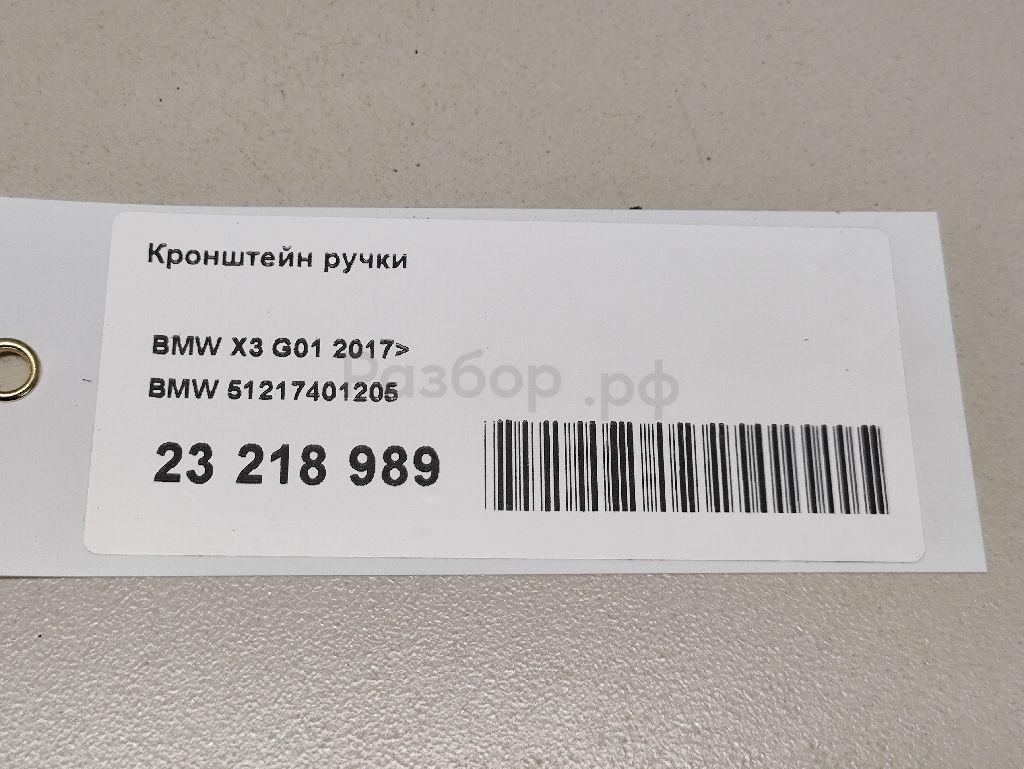 Кронштейн ручки
BMW X3 G01 2017>
BMW 51217401205
Разбор.рф
23 218 989